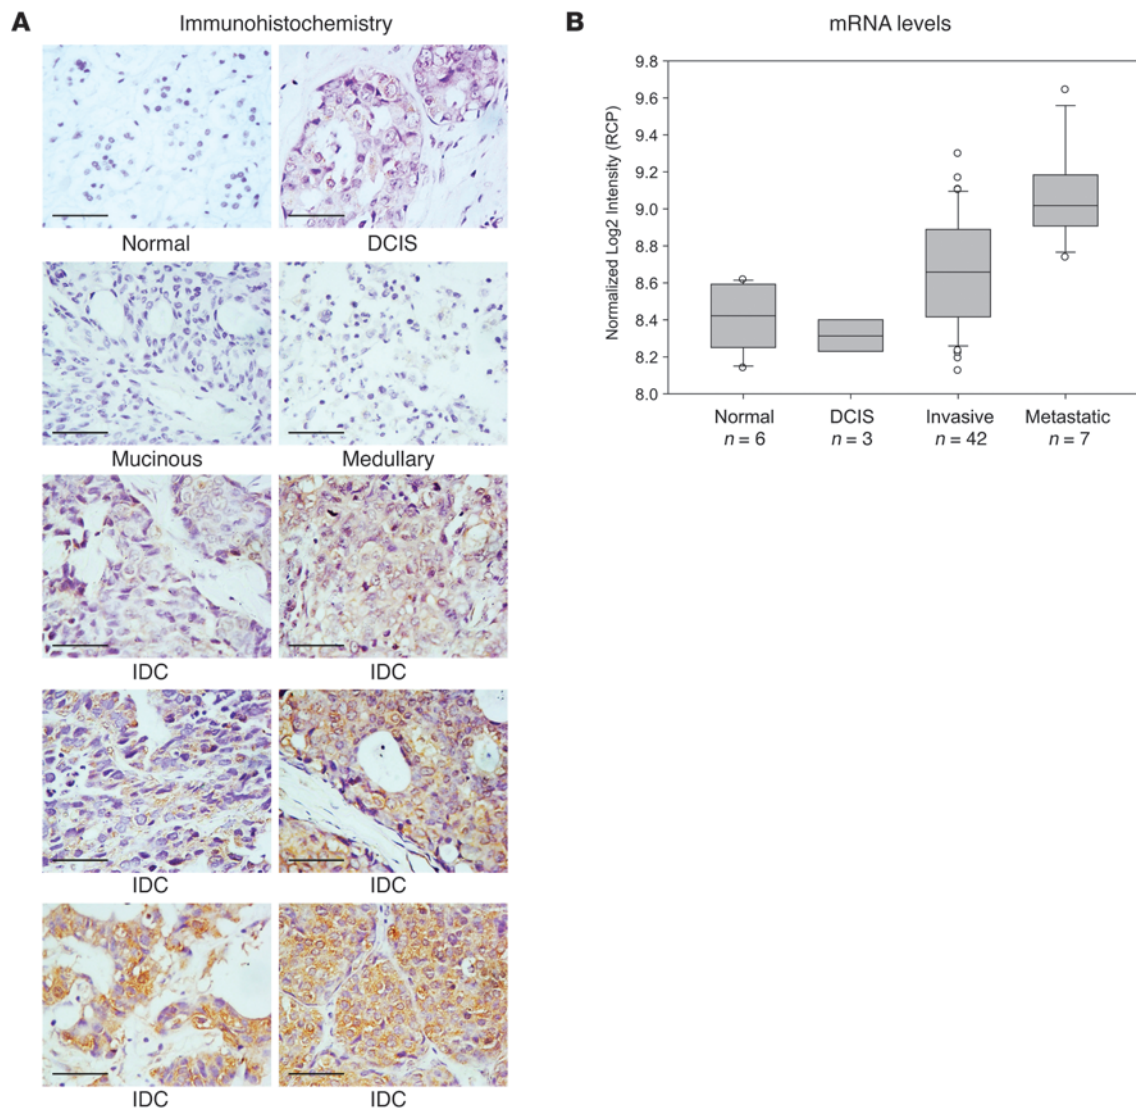 A
Immunohistochemistry
Normal
DCIS
Mucinous
Medullary
IDC
IDC
IDC
IDC
IDC
IDC
B
mRNA levels
Normalized Log2 Intensity (RCP)
9.8
9.6
9.4
9.2
9.0
8.8
8.6
8.4
8.2
8.0
Normal
n = 6
DCIS
n = 3
Invasive
n = 42
Metastatic
n = 7